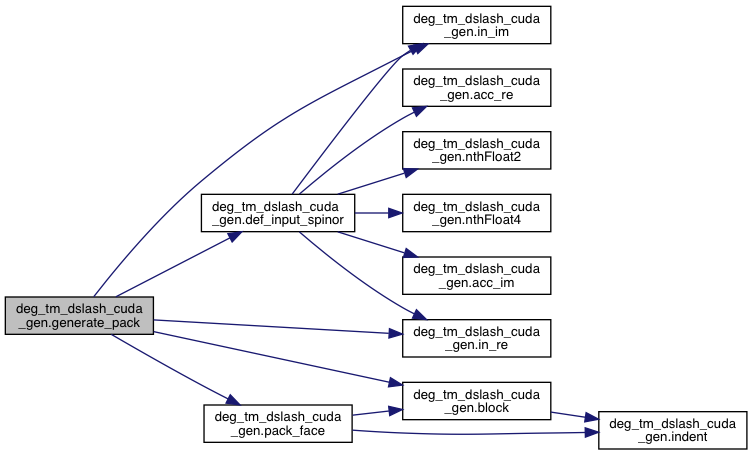 deg_tm_dslash_cuda
_gen.in_im
deg_tm_dslash_cuda
_gen.acc_re
deg_tm_dslash_cuda
_gen.nthFloat2
deg_tm_dslash_cuda
_gen.def_input_spinor
deg_tm_dslash_cuda
_gen.nthFloat4
deg_tm_dslash_cuda
_gen.acc_im
deg_tm_dslash_cuda
_gen.generate_pack
deg_tm_dslash_cuda
_gen.in_re
deg_tm_dslash_cuda
_gen.block
deg_tm_dslash_cuda
_gen.pack_face
deg_tm_dslash_cuda
_gen.indent